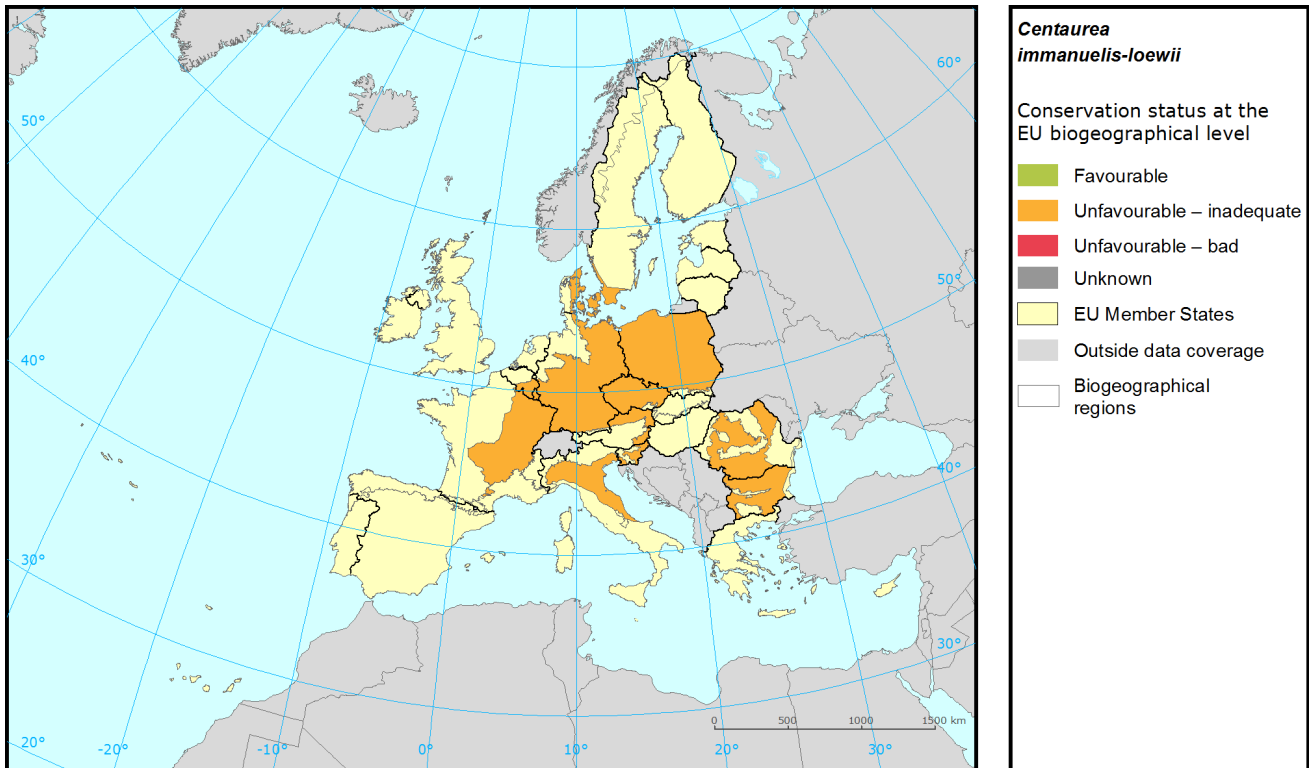 60°
50°
50°
40°
40°
30°
30°
20°
-20°
-10°
0°
10°
20°
30°
0 500 1000 1500 km
Centaurea
immanuelis-loewii
Conservation status at the
EU biogeographical level
Favourable
Unfavourable – inadequate
Unfavourable – bad
Unknown
EU Member States
Outside data coverage
Biogeographical
regions